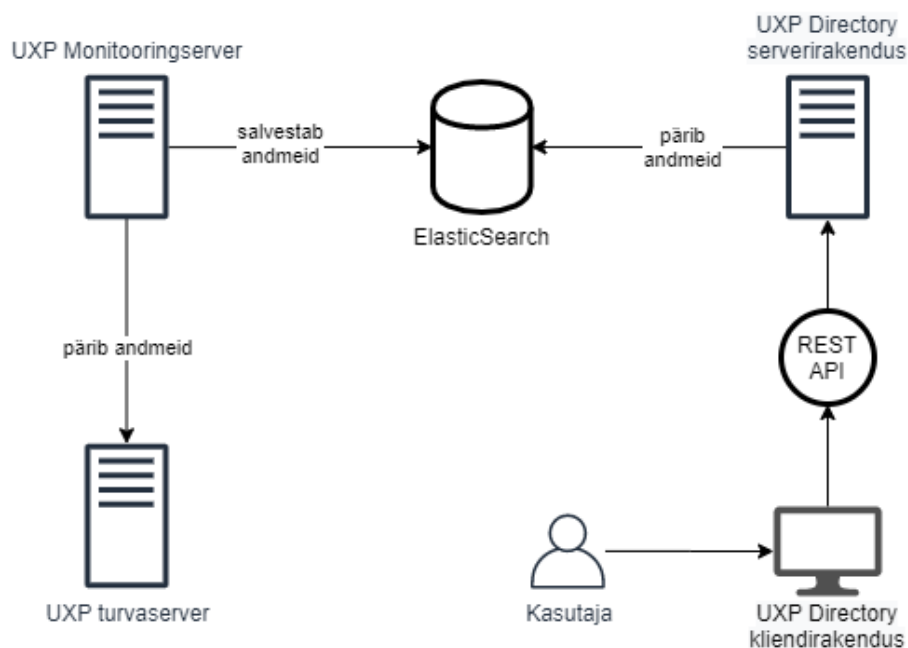 UXP Monitooringserver
UXP Directory
serverirakendus
salvestab
andmeid
pärib
andmeid
ElasticSearch
pärib andmeid
REST
API
UXP turvaserver
Kasutaja
UXP Directory
kliendirakendus